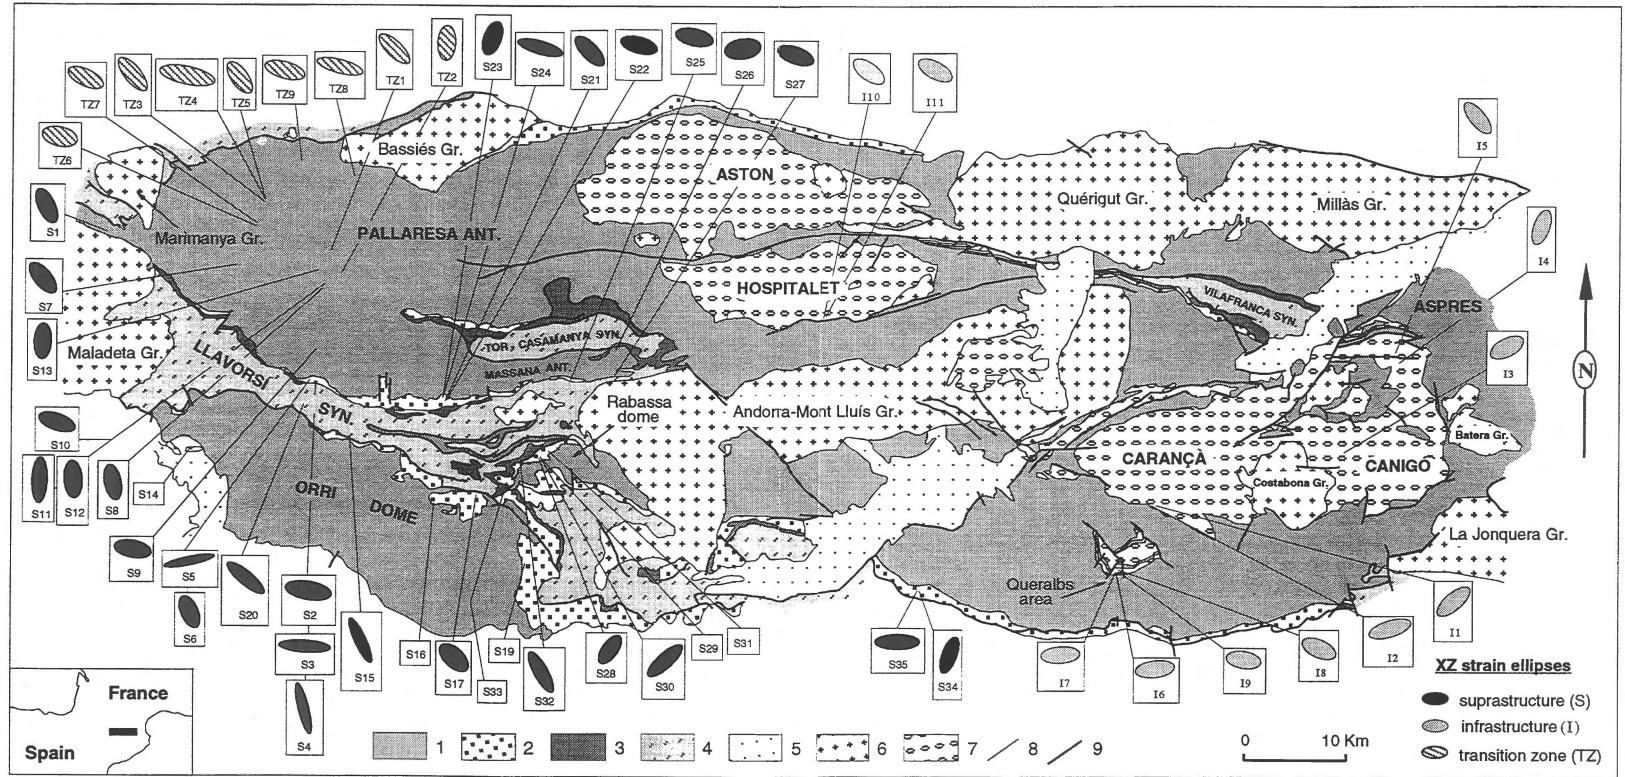 S23
S24
S21
S22
S25
S26
S27
TZ1
TZ2
TZ7
TZ3
TZ4
TZ5
TZ9
TZ8
I10
I11
TZ6
I5
Bassiés Gr.
ASTON
Quérigut Gr.
Millàs Gr.
S1
Marimanya Gr.
PALLARESA ANT.
I4
S7
HOSPITALET
VILAFRANCA SYN.
ASPRES
N
S13
Maladeta Gr.
LLAVORSÍ
SYN.
TOR, CASAMANYA SYN.
MASSANA ANT.
I3
Rabassa
dome
Andorra-Mont Lluís Gr.
S10
Batera Gr.
CARANÇÀ
CANIGÓ
Costabona Gr.
S11
S12
S8
S14
ORRI
DOME
La Jonquera Gr.
S9
S5
S6
S20
S2
S3
S4
S15
S16
S17
S33
S19
S32
S28
S30
S29
S31
Queralbs
area
S35
S34
I7
I6
I9
I8
I2
I1
XZ strain ellipses
suprastructure (S)
infrastructure (I)
transition zone (TZ)
France
Spain
1
2
3
4
5
6
7
8
9
0
10 Km